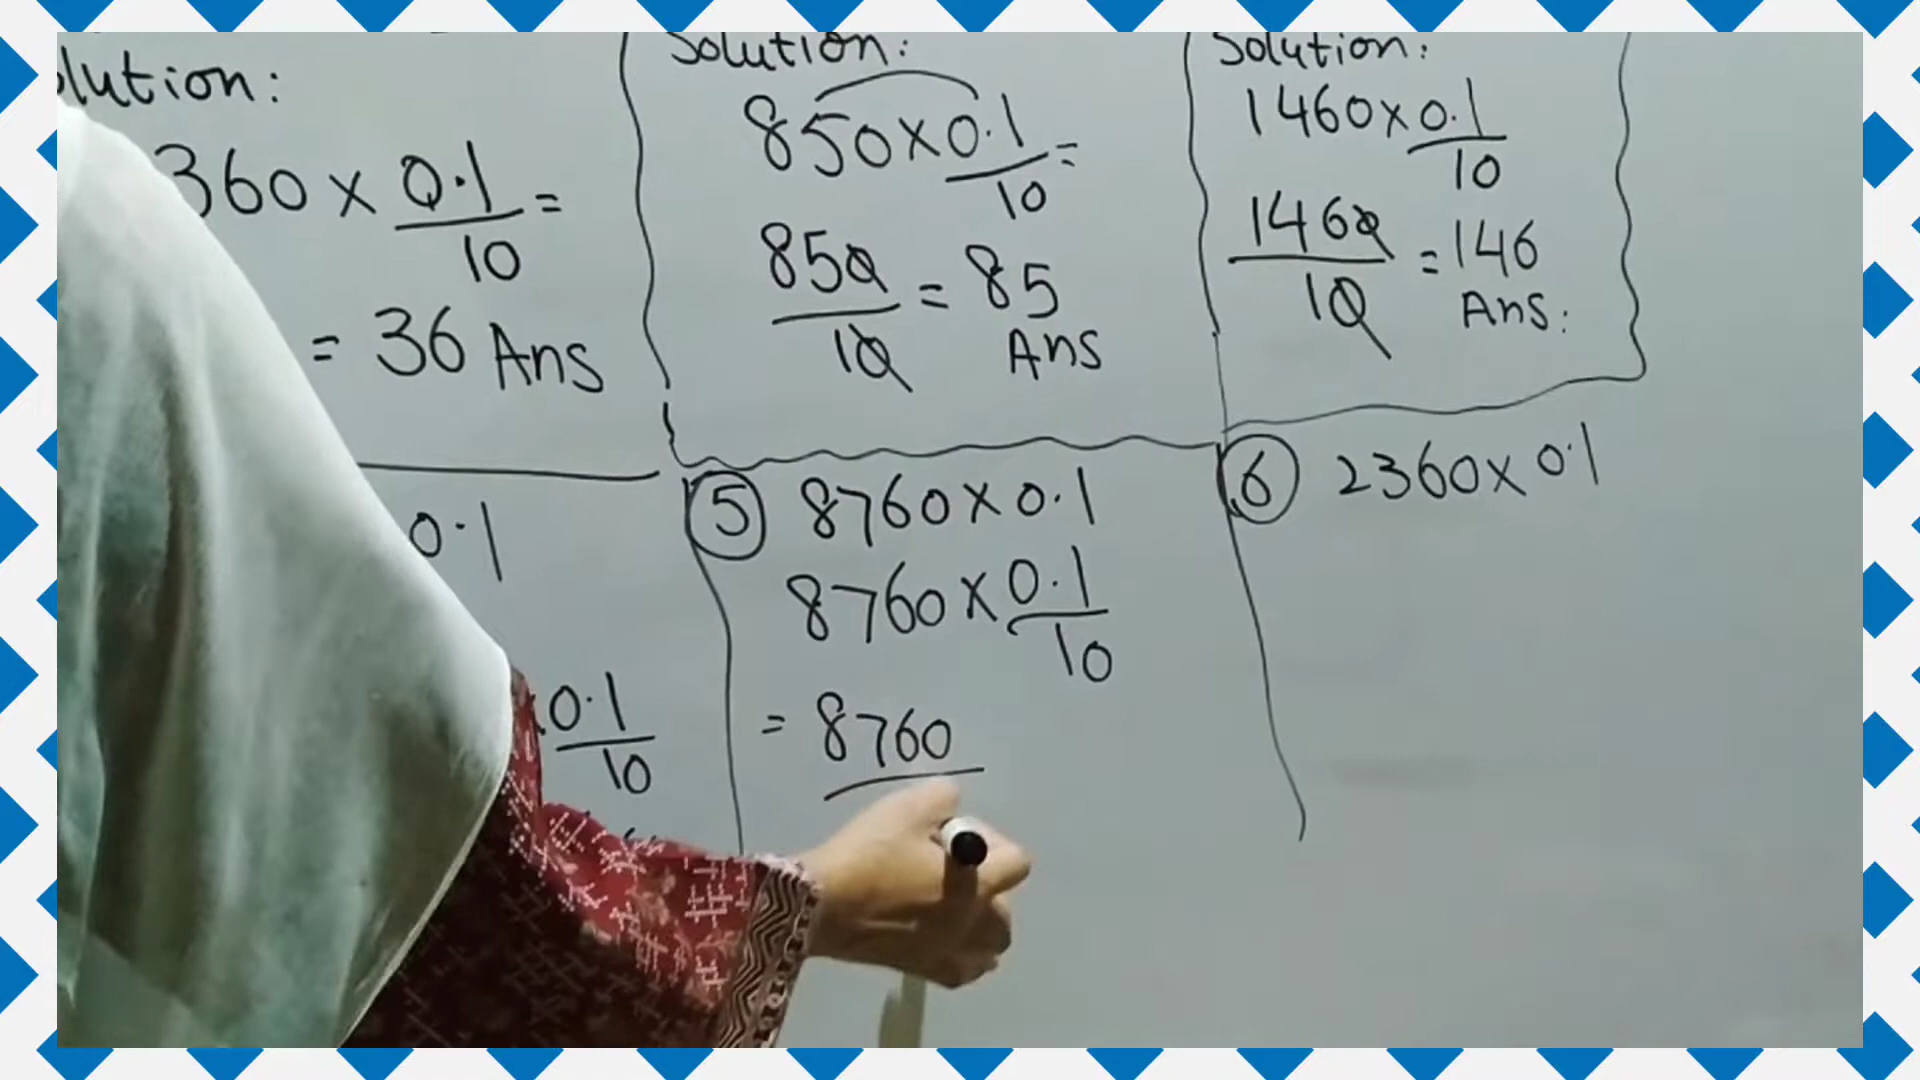 olution:
360 x 0.1 =
10
= 36 Ans
Solution:
850 x 0.1 =
10
850 = 85
10 Ans
Solution:
1460 x 0.1
10
1460 = 146
10 Ans:
0.1
0.1
10
5 8760 x 0.1
8760 x 0.1
10
= 8760
6 2360 x 0.1